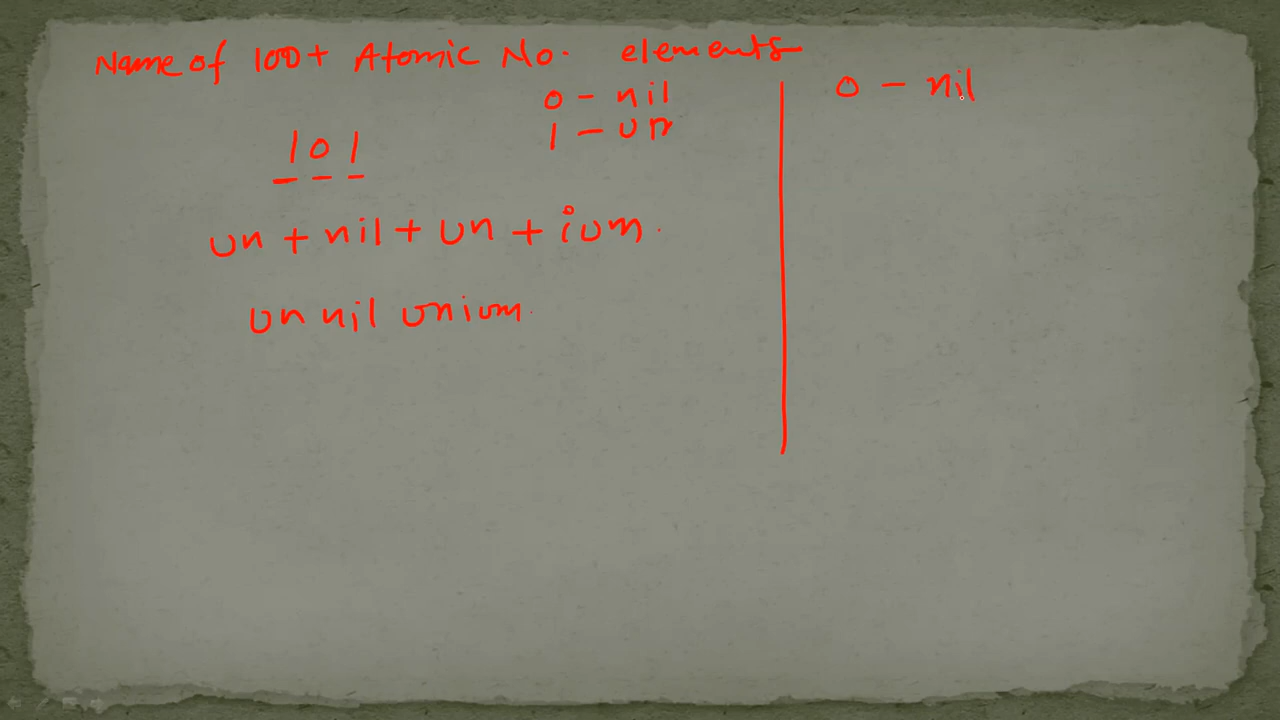 Name of 100+ Atomic No. elements
0 - nil
1 - un
101
un + nil + un + ium.
un nil unium.
0 - nil